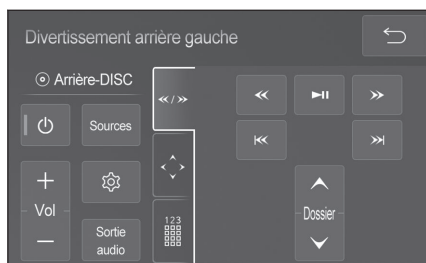 Divertissement arrière gauche
Arrière-DISC
Sources
Vol
Sortie
audio
123
Dossier